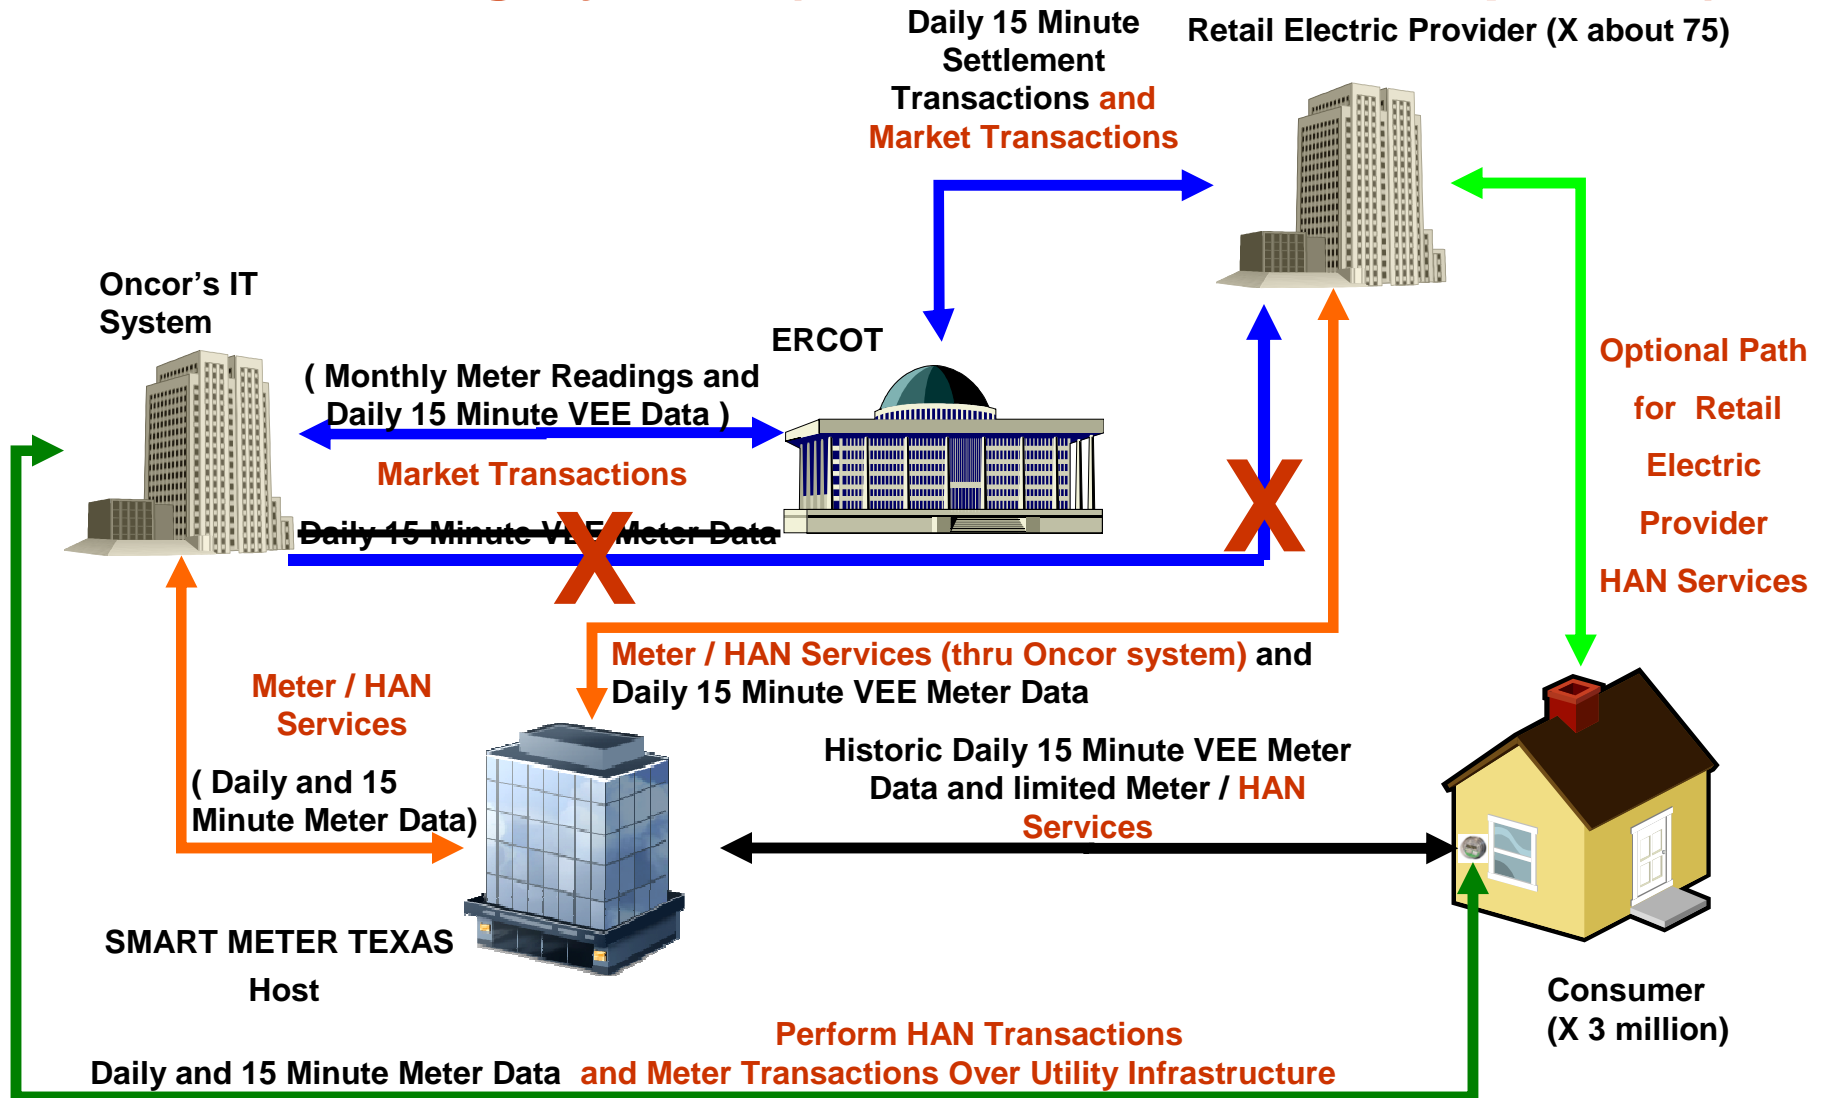 Daily 15 Minute
Settlement
Transactions and
Market Transactions
Retail Electric Provider (X about 75)
Oncor's IT
System
ERCOT
( Monthly Meter Readings and
Daily 15 Minute VEE Data )
Market Transactions
Daily 15 Minute VEE Meter Data
X
X
Optional Path
for Retail
Electric
Provider
HAN Services
Meter / HAN Services (thru Oncor system) and
Daily 15 Minute VEE Meter Data
Meter / HAN
Services
( Daily and 15
Minute Meter Data)
Historic Daily 15 Minute VEE Meter
Data and limited Meter / HAN
Services
SMART METER TEXAS
Host
Consumer
(X 3 million)
Perform HAN Transactions
Daily and 15 Minute Meter Data and Meter Transactions Over Utility Infrastructure